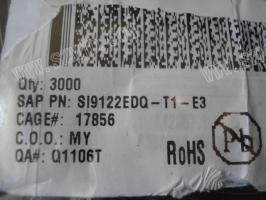 Qty: 3000
SAP PN: SI9122EDQ-T1-E3
CAGE#: 17856
C.O.O.: MY
QA#: Q1106T
RoHS
Pb